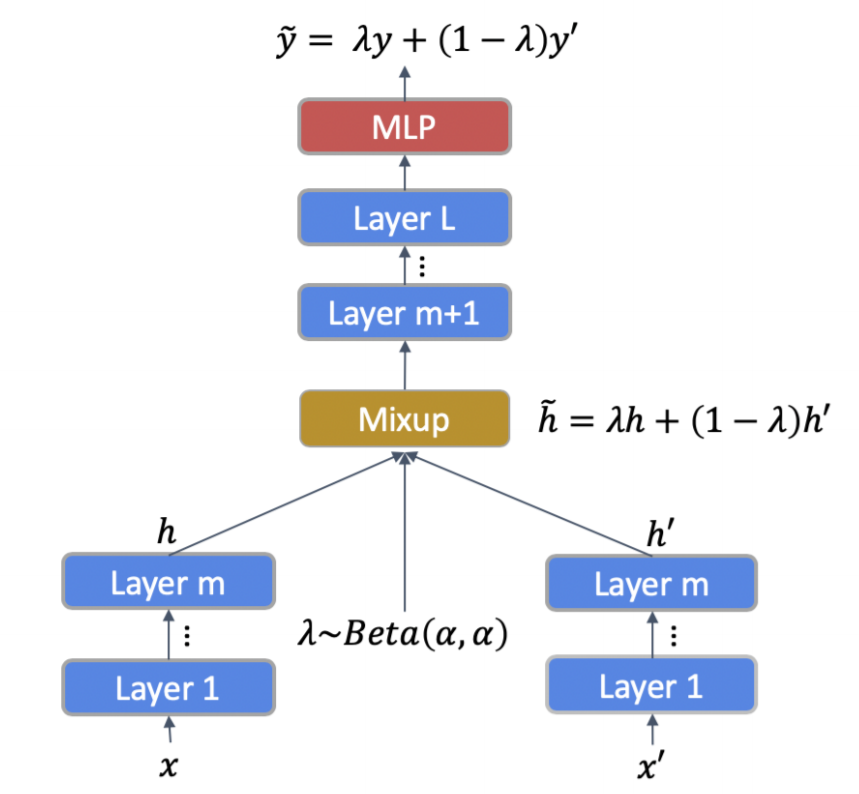 ỹ = λy + (1 − λ)y′
MLP
Layer L
⋮
Layer m+1
Mixup
h̃ = λh + (1 − λ)h′
h
h′
Layer m
Layer m
⋮
⋮
λ~Beta(α, α)
Layer 1
Layer 1
x
x′